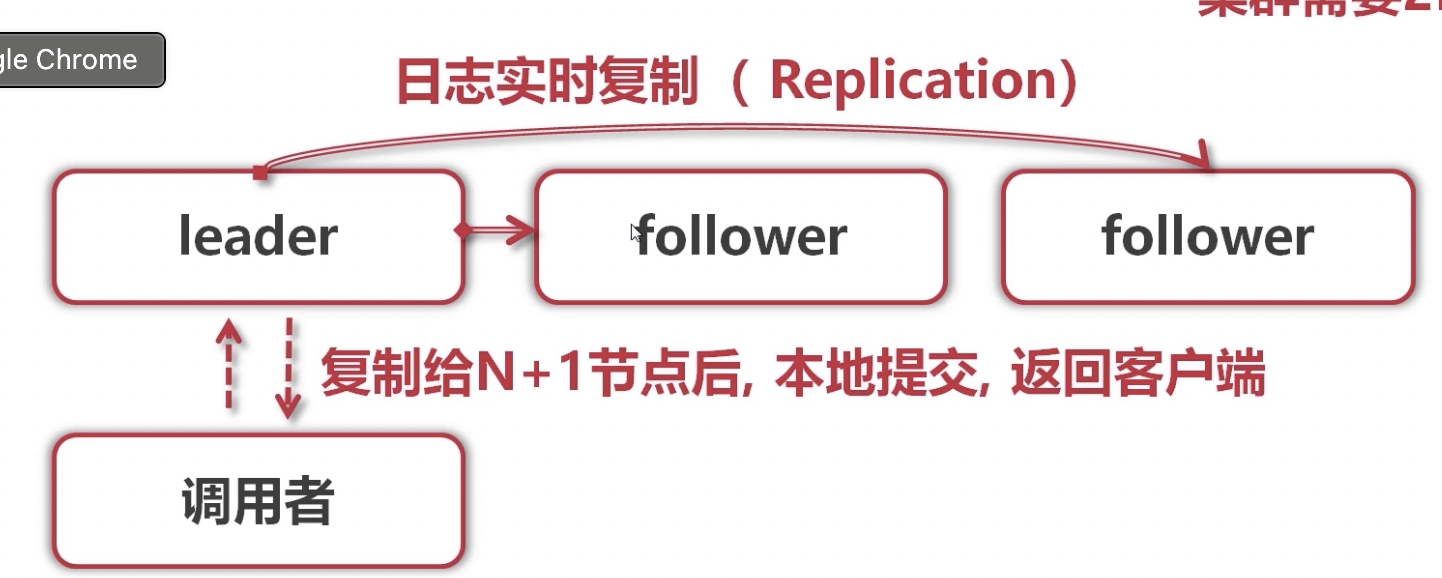 gle Chrome
日志实时复制（ Replication）
leader
follower
follower
复制给N+1节点后, 本地提交, 返回客户端
调用者